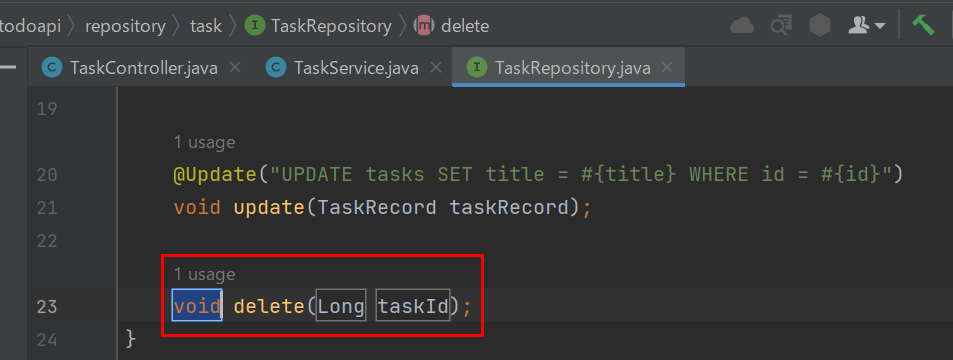 todoapi repository task I TaskRepository m delete
C TaskController.java C TaskService.java I TaskRepository.java
19
1 usage
20 @Update("UPDATE tasks SET title = #{title} WHERE id = #{id}")
21 void update(TaskRecord taskRecord);
22
1 usage
23 void delete(Long taskId);
24 }